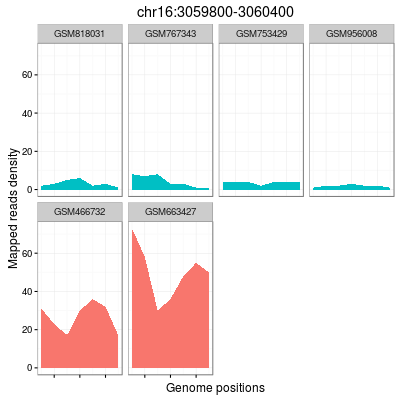 chr16:3059800-3060400
GSM818031 GSM767343 GSM753429 GSM956008
60
40
20
0
Mapped reads density
GSM466732 GSM663427
60
40
20
0
Genome positions